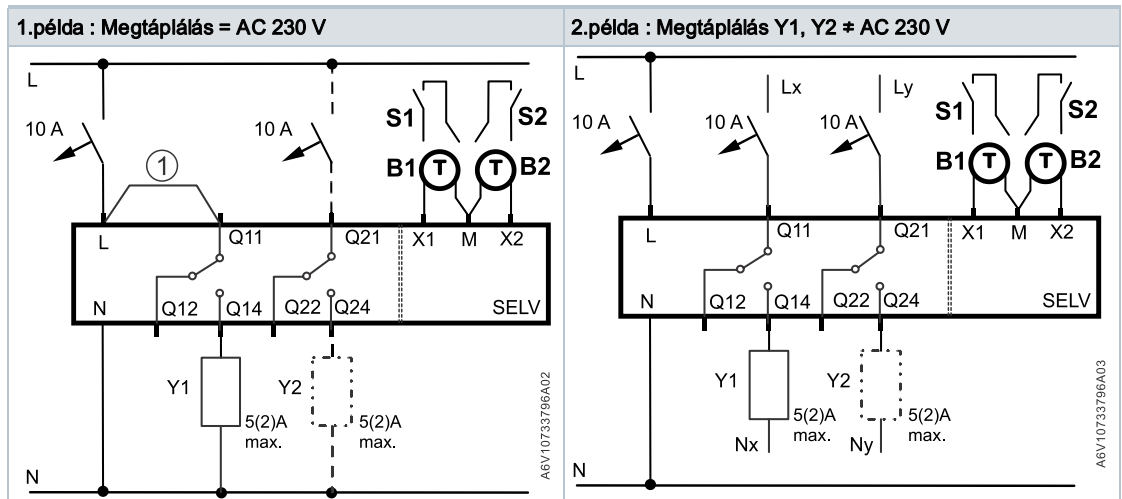 1.példa : Megtáplálás = AC 230 V
L
10 A
10 A
1
S1
S2
B1
T
T
B2
L
Q11
Q21
X1
M
X2
N
Q12
Q14
Q22
Q24
SELV
Y1
Y2
5(2)A
max.
5(2)A
max.
N
A6V10733796A02
2.példa : Megtáplálás Y1, Y2 ≠ AC 230 V
L
Lx
Ly
10 A
10 A
10 A
S1
S2
B1
T
T
B2
L
Q11
Q21
X1
M
X2
N
Q12
Q14
Q22
Q24
SELV
Y1
Y2
5(2)A
max.
5(2)A
max.
Nx
Ny
N
A6V10733796A03